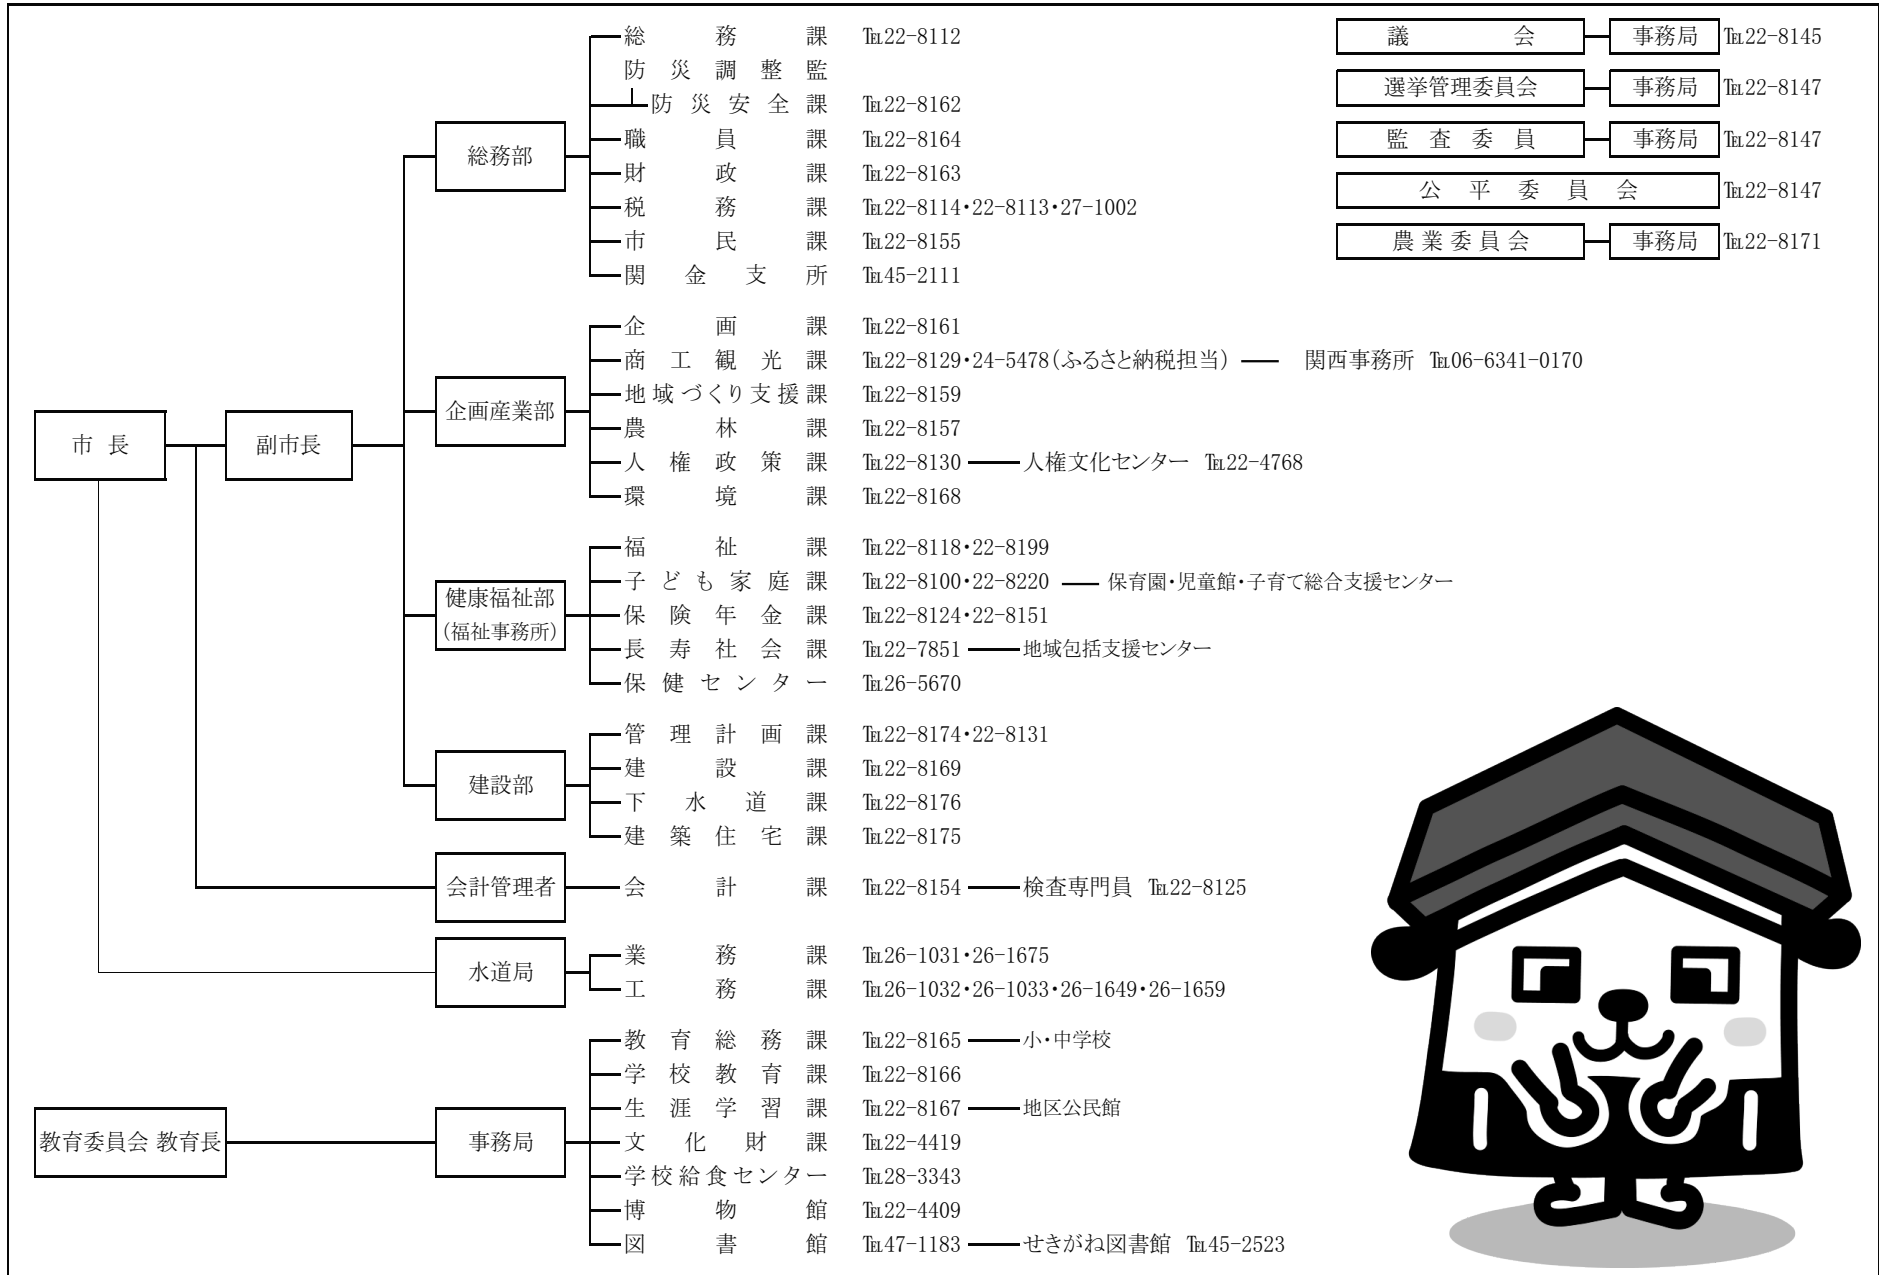 総務課 ℡22-8112
防災調整監
防災安全課 ℡22-8162
職員課 ℡22-8164
財政課 ℡22-8163
税務課 ℡22-8114・22-8113・27-1002
市民課 ℡22-8155
関金支所 ℡45-2111
総務部
議会 事務局 ℡22-8145
選挙管理委員会 事務局 ℡22-8147
監査委員 事務局 ℡22-8147
公平委員会 ℡22-8147
農業委員会 事務局 ℡22-8171
市長
副市長
企画産業部
企画課 ℡22-8161
商工観光課 ℡22-8129・24-5478(ふるさと納税担当) 関西事務所 ℡06-6341-0170
地域づくり支援課 ℡22-8159
農林課 ℡22-8157
人権政策課 ℡22-8130 人権文化センター ℡22-4768
環境課 ℡22-8168
健康福祉部
(福祉事務所)
福祉課 ℡22-8118・22-8199
子ども家庭課 ℡22-8100・22-8220 保育園・児童館・子育て総合支援センター
保険年金課 ℡22-8124・22-8151
長寿社会課 ℡22-7851 地域包括支援センター
保健センター ℡26-5670
建設部
管理計画課 ℡22-8174・22-8131
建設課 ℡22-8169
下水道課 ℡22-8176
建築住宅課 ℡22-8175
会計管理者 会計課 ℡22-8154 検査専門員 ℡22-8125
水道局
業務課 ℡26-1031・26-1675
工務課 ℡26-1032・26-1033・26-1649・26-1659
教育委員会 教育長
事務局
教育総務課 ℡22-8165 小・中学校
学校教育課 ℡22-8166
生涯学習課 ℡22-8167 地区公民館
文化財課 ℡22-4419
学校給食センター ℡28-3343
博物館 ℡22-4409
図書館 ℡47-1183 せきがね図書館 ℡45-2523